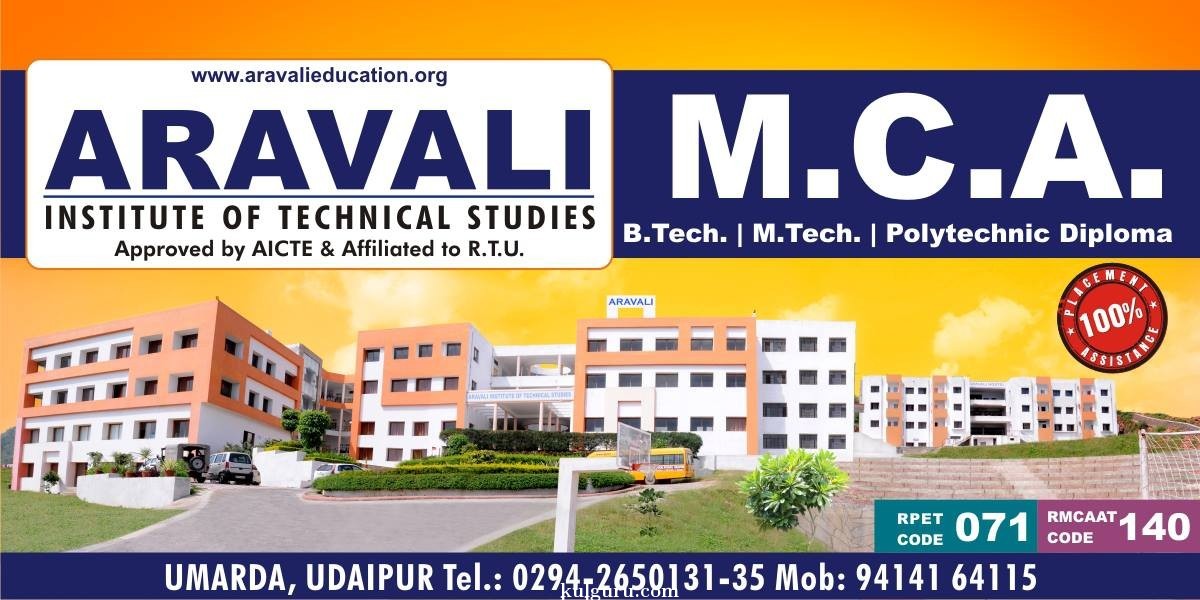 www.aravalieducation.org
ARAVALI
INSTITUTE OF TECHNICAL STUDIES
Approved by AICTE & Affiliated to R.T.U.
M.C.A.
B.Tech. | M.Tech. | Polytechnic Diploma
PLACEMENT
100%
ASSISTANCE
ARAVALI
ARAVALI INSTITUTE OF TECHNICAL STUDIES
RPET
CODE 071
RMCAAT
CODE 140
UMARDA, UDAIPUR Tel.: 0294-2650131-35 Mob: 94141 64115
kulguru.com